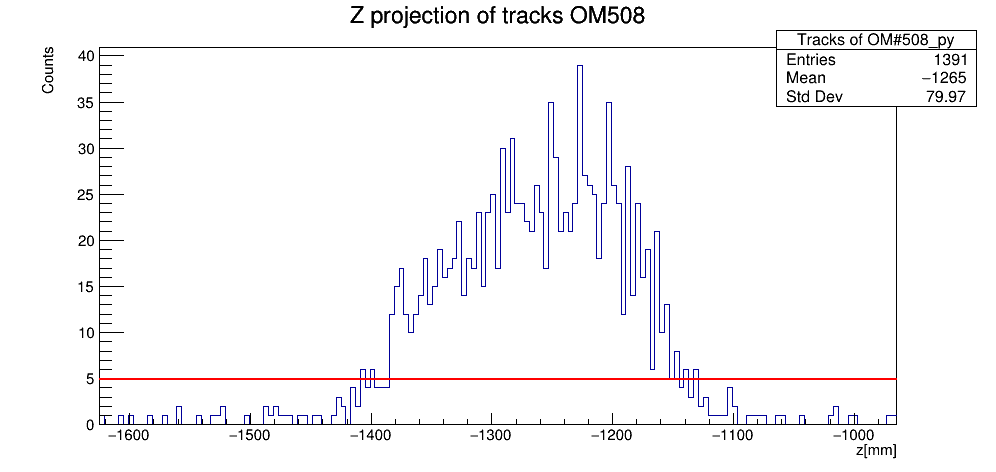 Z projection of tracks OM508
Tracks of OM#508_py
Entries 1391
Mean −1265
Std Dev 79.97
Counts
40
35
30
25
20
15
10
5
0
−1600 −1500 −1400 −1300 −1200 −1100 −1000
z[mm]